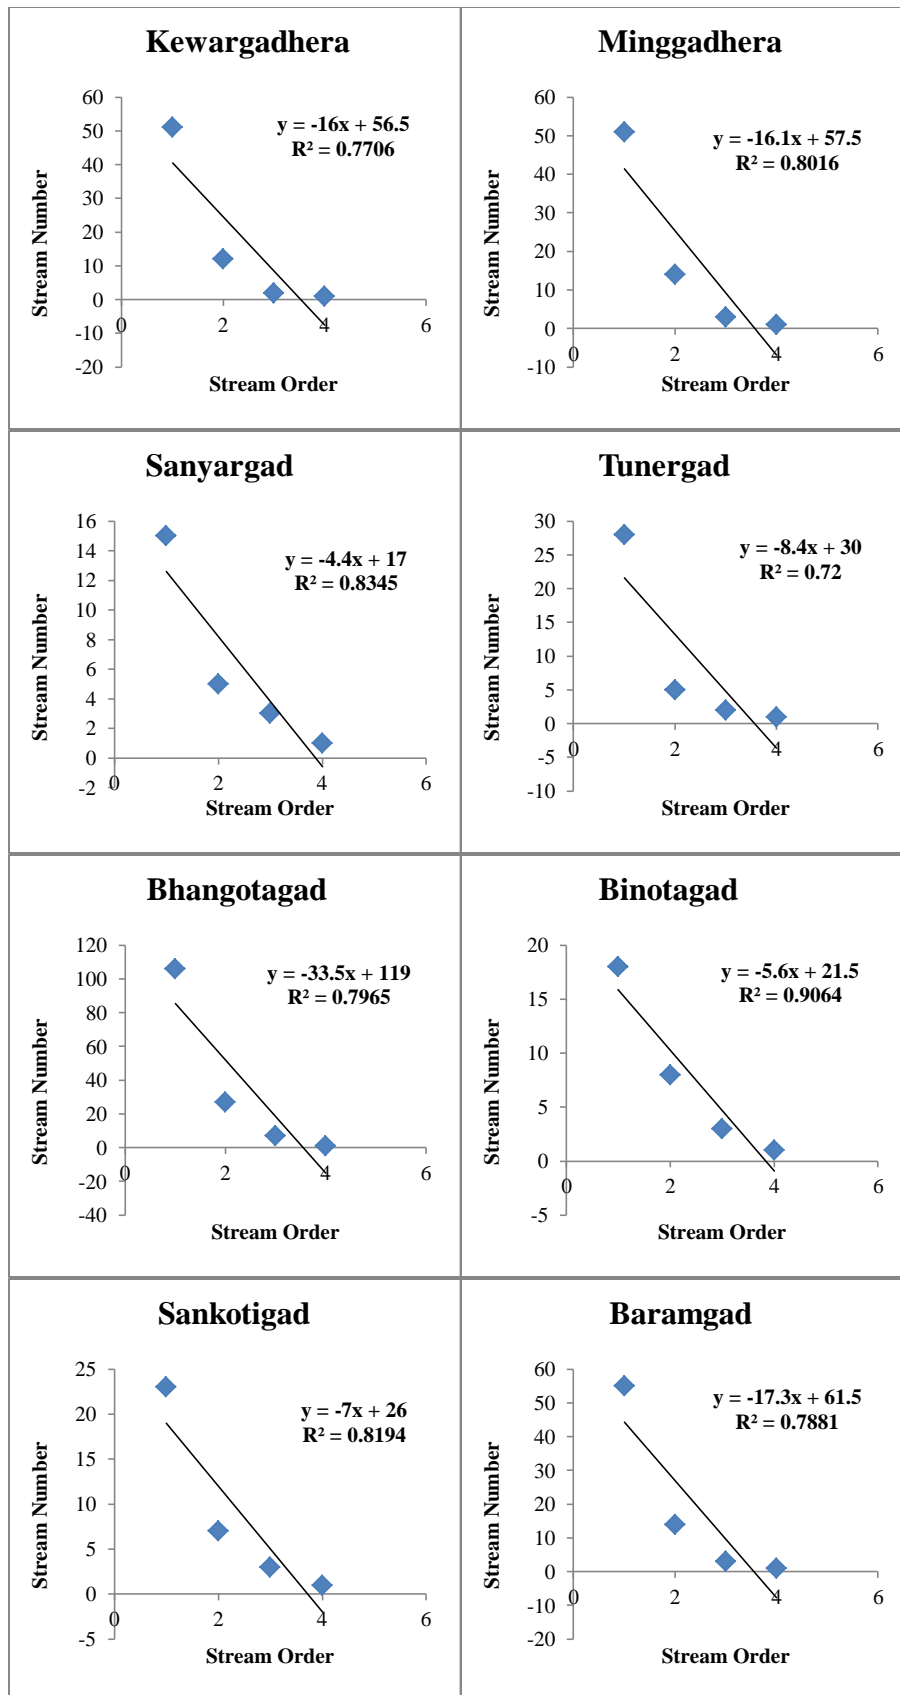 Kewargadhera
y = -16x + 56.5
R² = 0.7706
60
50
40
30
20
10
0
-10
-20
0 2 4 6
Stream Number
Stream Order
Minggadhera
y = -16.1x + 57.5
R² = 0.8016
60
50
40
30
20
10
0
-10
0 2 4 6
Stream Number
Stream Order
Sanyargad
y = -4.4x + 17
R² = 0.8345
16
14
12
10
8
6
4
2
0
-2
0 2 4 6
Stream Number
Stream Order
Tunergad
y = -8.4x + 30
R² = 0.72
30
25
20
15
10
5
0
-5
-10
0 2 4 6
Stream Number
Stream Order
Bhangotagad
y = -33.5x + 119
R² = 0.7965
120
100
80
60
40
20
0
-20
-40
0 2 4 6
Stream Number
Stream Order
Binotagad
y = -5.6x + 21.5
R² = 0.9064
20
15
10
5
0
-5
0 2 4 6
Stream Number
Stream Order
Sankotigad
y = -7x + 26
R² = 0.8194
25
20
15
10
5
0
-5
0 2 4 6
Stream Number
Stream Order
Baramgad
y = -17.3x + 61.5
R² = 0.7881
60
50
40
30
20
10
0
-10
-20
0 2 4 6
Stream Number
Stream Order